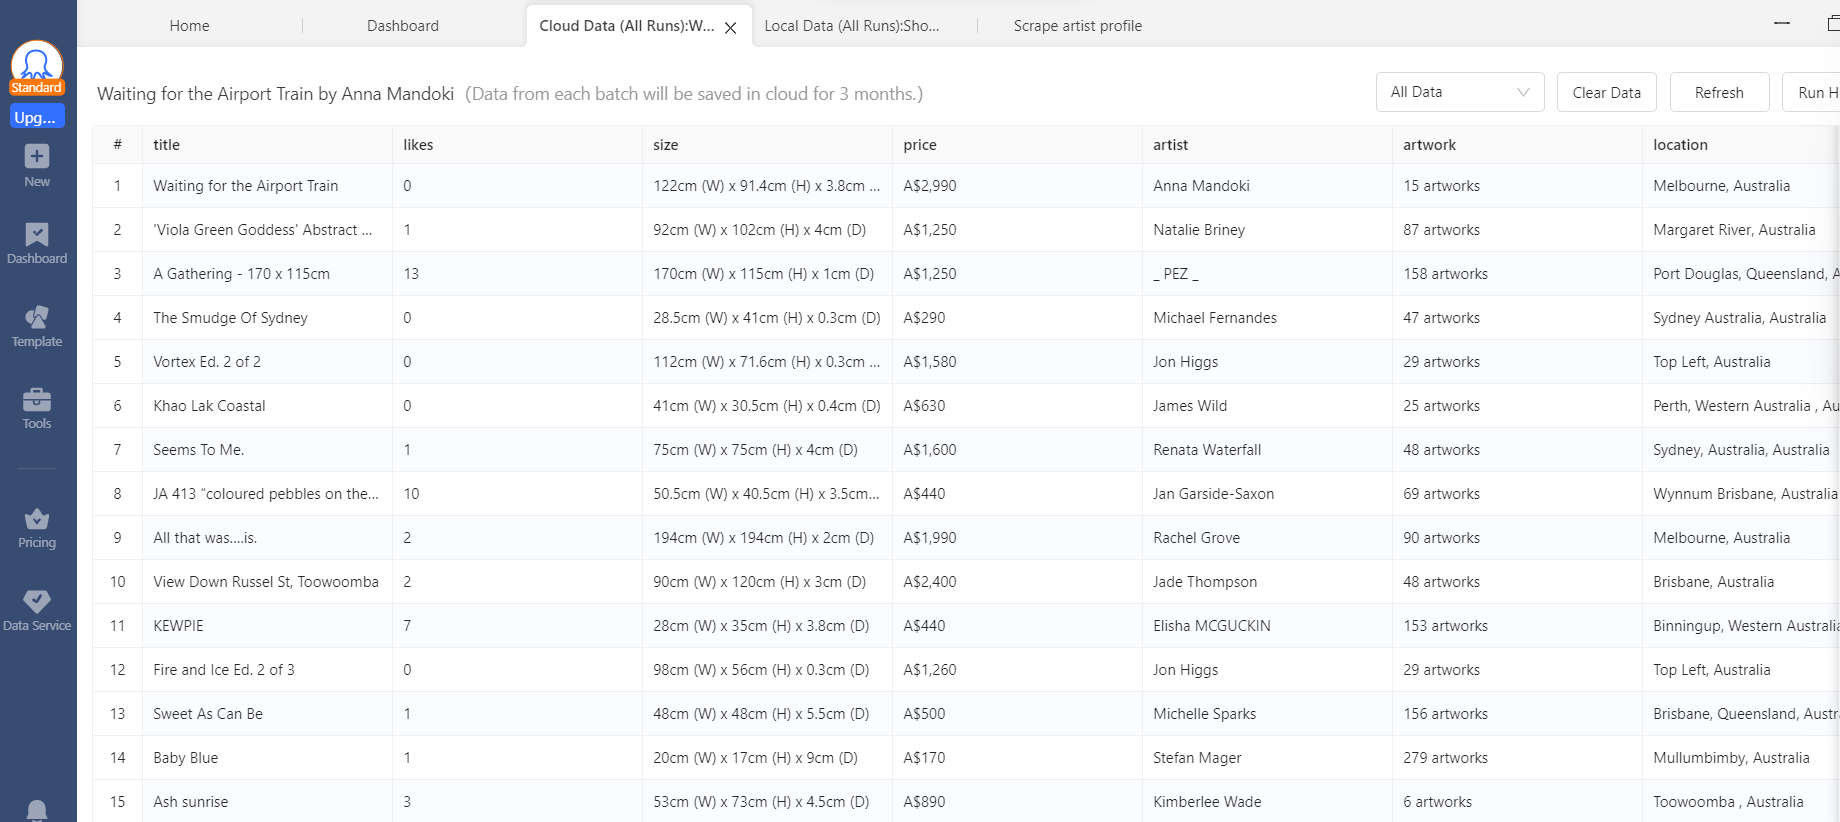 Home
Dashboard
Cloud Data (All Runs):W...
Local Data (All Runs):Sho...
Scrape artist profile
Standard
Upg...
New
Dashboard
Template
Tools
Pricing
Data Service
Waiting for the Airport Train by Anna Mandoki (Data from each batch will be saved in cloud for 3 months.)
All Data
Clear Data
Refresh
Run H
# title likes size price artist artwork location
1 Waiting for the Airport Train 0 122cm (W) x 91.4cm (H) x 3.8cm ... A$2,990 Anna Mandoki 15 artworks Melbourne, Australia
2 'Viola Green Goddess' Abstract ... 1 92cm (W) x 102cm (H) x 4cm (D) A$1,250 Natalie Briney 87 artworks Margaret River, Australia
3 A Gathering - 170 x 115cm 13 170cm (W) x 115cm (H) x 1cm (D) A$1,250 _ PEZ _ 158 artworks Port Douglas, Queensland, A
4 The Smudge Of Sydney 0 28.5cm (W) x 41cm (H) x 0.3cm (D) A$290 Michael Fernandes 47 artworks Sydney Australia, Australia
5 Vortex Ed. 2 of 2 0 112cm (W) x 71.6cm (H) x 0.3cm ... A$1,580 Jon Higgs 29 artworks Top Left, Australia
6 Khao Lak Coastal 0 41cm (W) x 30.5cm (H) x 0.4cm (D) A$630 James Wild 25 artworks Perth, Western Australia , Au
7 Seems To Me. 1 75cm (W) x 75cm (H) x 4cm (D) A$1,600 Renata Waterfall 48 artworks Sydney, Australia, Australia
8 JA 413 “coloured pebbles on the... 10 50.5cm (W) x 40.5cm (H) x 3.5cm... A$440 Jan Garside-Saxon 69 artworks Wynnum Brisbane, Australia
9 All that was....is. 2 194cm (W) x 194cm (H) x 2cm (D) A$1,990 Rachel Grove 90 artworks Melbourne, Australia
10 View Down Russel St, Toowoomba 2 90cm (W) x 120cm (H) x 3cm (D) A$2,400 Jade Thompson 48 artworks Brisbane, Australia
11 KEWPIE 7 28cm (W) x 35cm (H) x 3.8cm (D) A$440 Elisha MCGUCKIN 153 artworks Binningup, Western Australia
12 Fire and Ice Ed. 2 of 3 0 98cm (W) x 56cm (H) x 0.3cm (D) A$1,260 Jon Higgs 29 artworks Top Left, Australia
13 Sweet As Can Be 1 48cm (W) x 48cm (H) x 5.5cm (D) A$500 Michelle Sparks 156 artworks Brisbane, Queensland, Austr
14 Baby Blue 1 20cm (W) x 17cm (H) x 9cm (D) A$170 Stefan Mager 279 artworks Mullumbimby, Australia
15 Ash sunrise 3 53cm (W) x 73cm (H) x 4.5cm (D) A$890 Kimberlee Wade 6 artworks Toowoomba , Australia